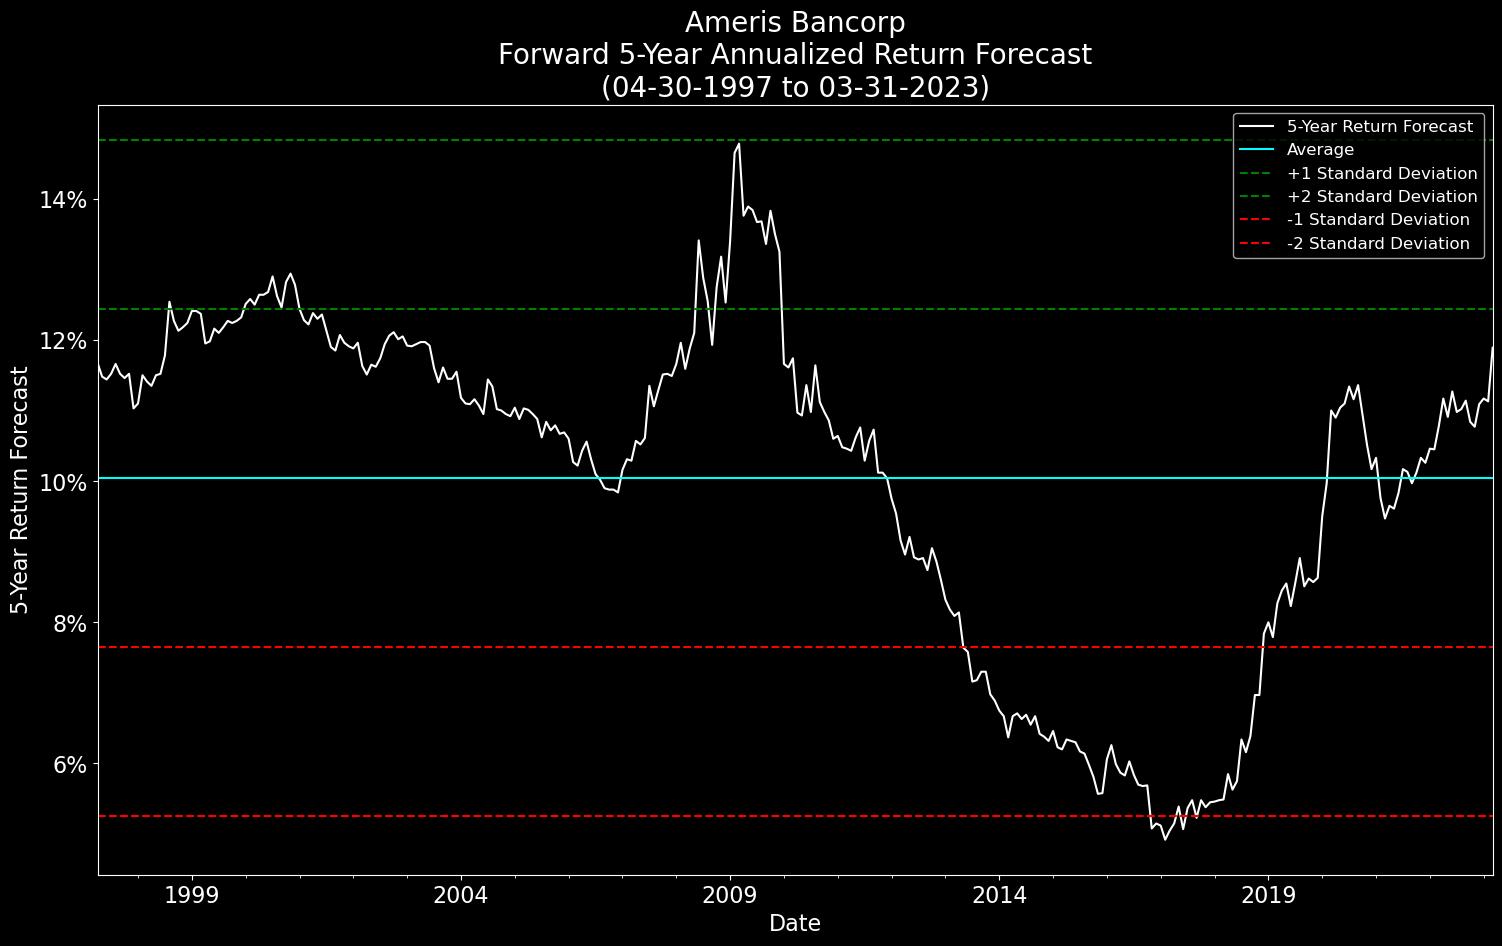 Ameris Bancorp
Forward 5-Year Annualized Return Forecast
(04-30-1997 to 03-31-2023)
5-Year Return Forecast
Average
+1 Standard Deviation
+2 Standard Deviation
-1 Standard Deviation
-2 Standard Deviation
5-Year Return Forecast
14%
12%
10%
8%
6%
1999
2004
2009
2014
2019
Date